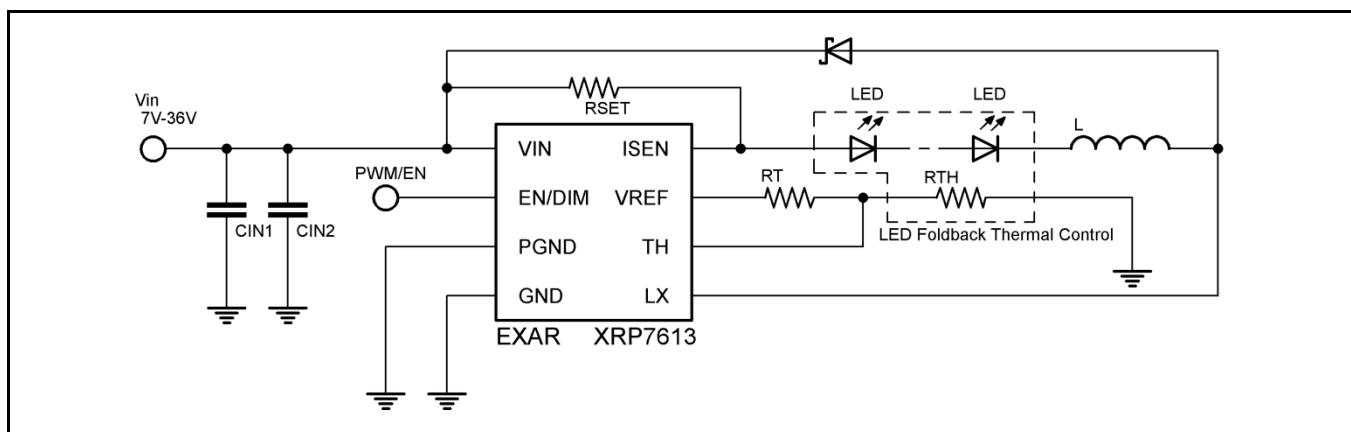 Vin
7V-36V
RSET
LED
LED
L
VIN
ISEN
PWM/EN
EN/DIM
VREF
RT
RTH
CIN1
CIN2
PGND
TH
LED Foldback Thermal Control
GND
LX
EXAR
XRP7613